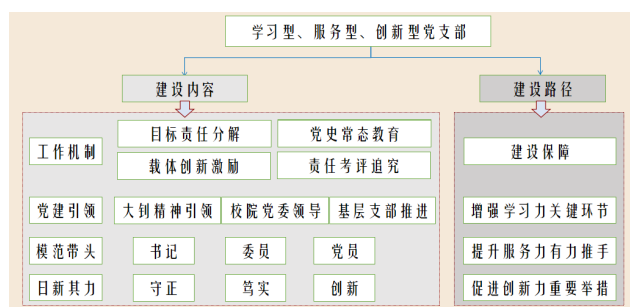 学习型、服务型、创新型党支部
建设内容
建设路径
工作机制
目标责任分解
党史常态教育
载体创新激励
责任考评追究
建设保障
党建引领
大钊精神引领
校院党委领导
基层支部推进
增强学习力关键环节
模范带头
书记
委员
党员
提升服务力有力推手
日新其力
守正
笃实
创新
促进创新力重要举措